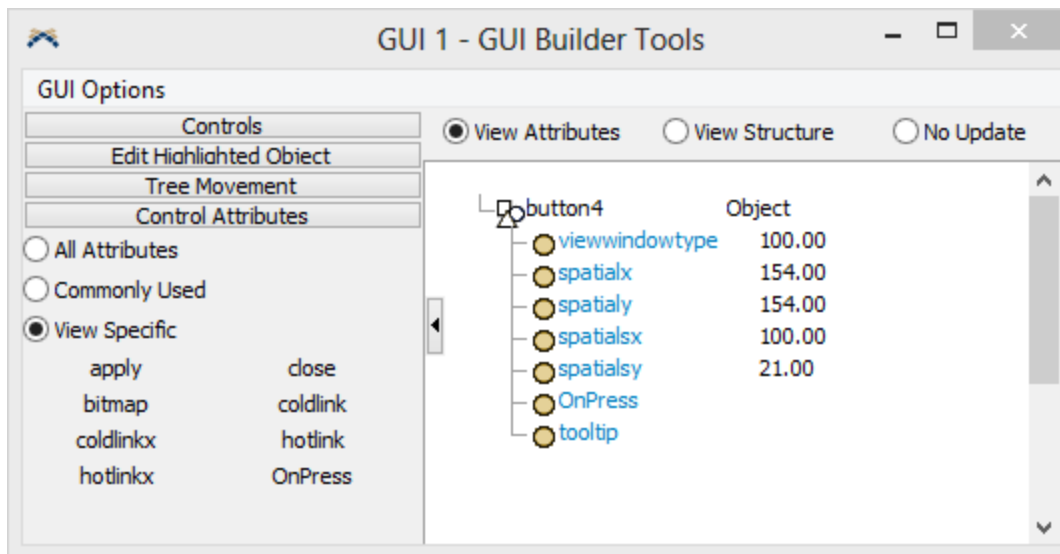 GUI 1 - GUI Builder Tools
GUI Options
Controls
Edit Highlighted Object
Tree Movement
Control Attributes
All Attributes
Commonly Used
View Specific
apply close
bitmap coldlink
coldlinkx hotlink
hotlinkx OnPress
View Attributes View Structure No Update
button4 Object
viewwindowtype 100.00
spatialx 154.00
spatialy 154.00
spatialsx 100.00
spatialsy 21.00
OnPress
tooltip